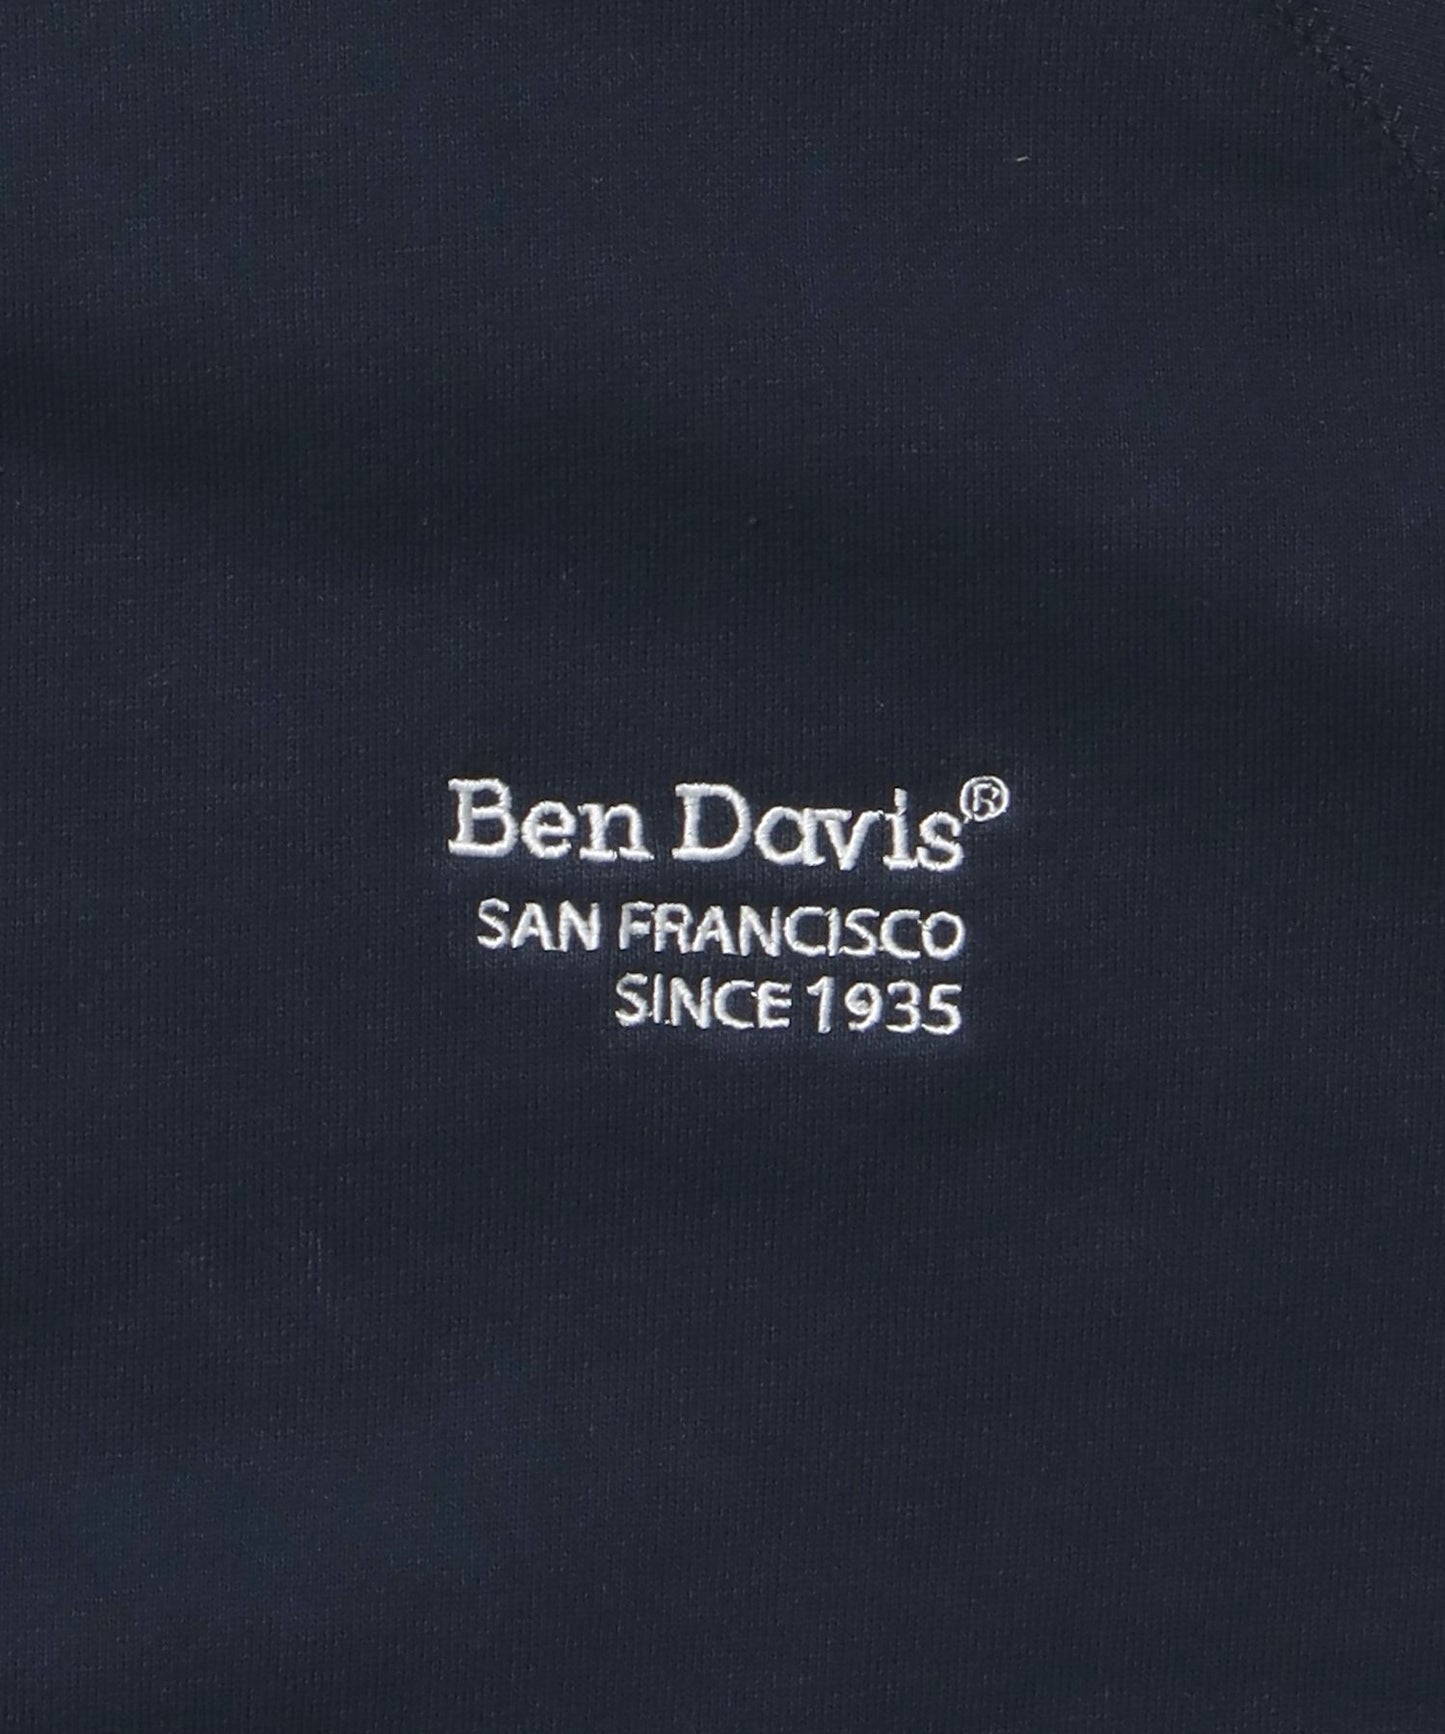 Ben Davis®
SAN FRANCISCO
SINCE 1935